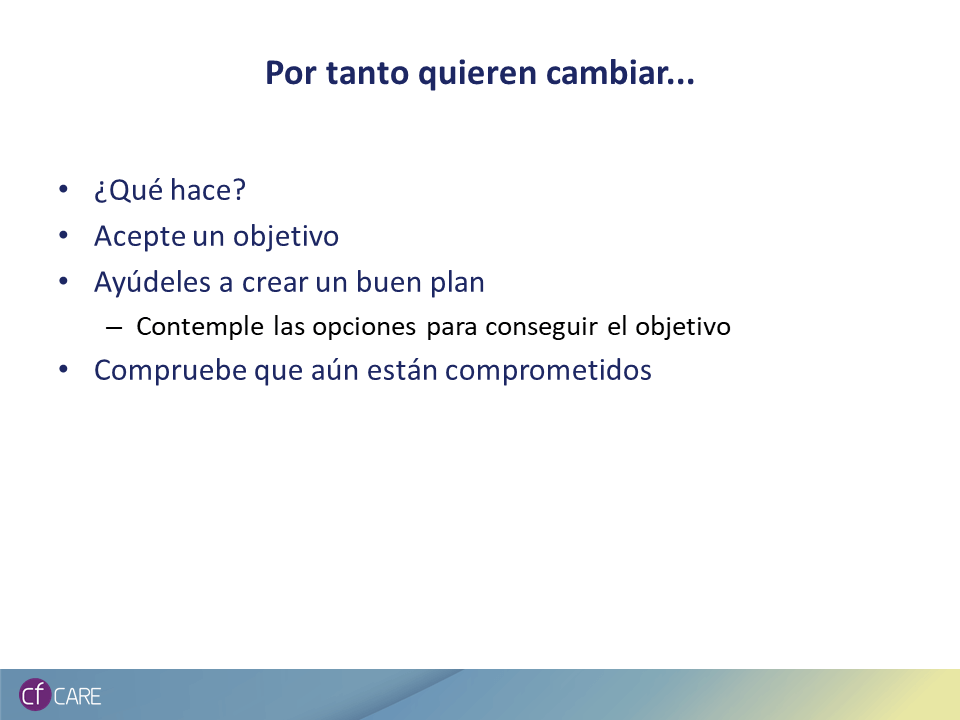 Por tanto quieren cambiar...
• ¿Qué hace?
• Acepte un objetivo
• Ayúdeles a crear un buen plan
– Contemple las opciones para conseguir el objetivo
• Compruebe que aún están comprometidos
cf CARE